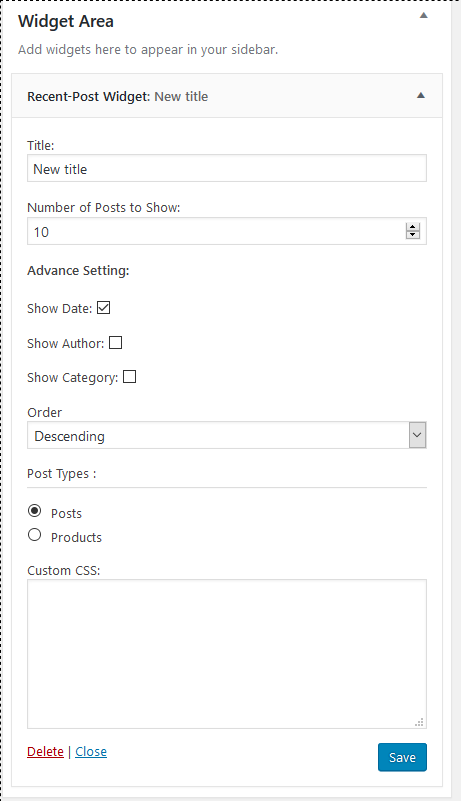 Widget Area
Add widgets here to appear in your sidebar.
Recent-Post Widget: New title
Title:
New title
Number of Posts to Show:
10
Advance Setting:
Show Date:
Show Author:
Show Category:
Order
Descending
Post Types :
Posts
Products
Custom CSS:
Delete | Close
Save